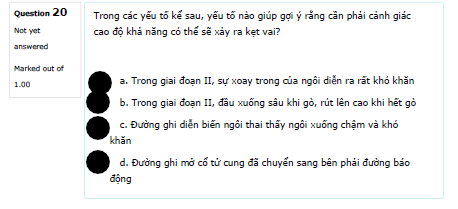 Question 20
Not yet
answered
Marked out of
1.00
Trong các yếu tố kể sau, yếu tố nào giúp gợi ý rằng cần phải cảnh giác
cao độ khả năng có thể sẽ xảy ra kẹt vai?
a. Trong giai đoạn II, sự xoay trong của ngôi diễn ra rất khó khăn
b. Trong giai đoạn II, đầu xuống sâu khi gò, rút lên cao khi hết gò
c. Đường ghi diễn biến ngôi thai thấy ngôi xuống chậm và khó
khăn
d. Đường ghi mở cổ tử cung đã chuyển sang bên phải đường báo
động